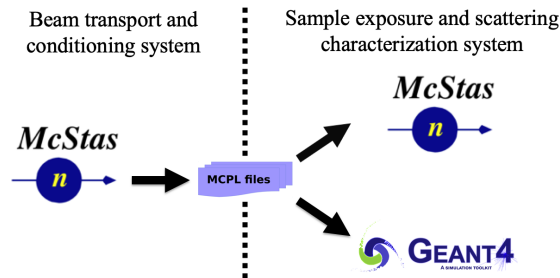 Beam transport and
conditioning system
Sample exposure and scattering
characterization system
McStas
n
MCPL files
McStas
n
GEANT4
A SIMULATION TOOLKIT